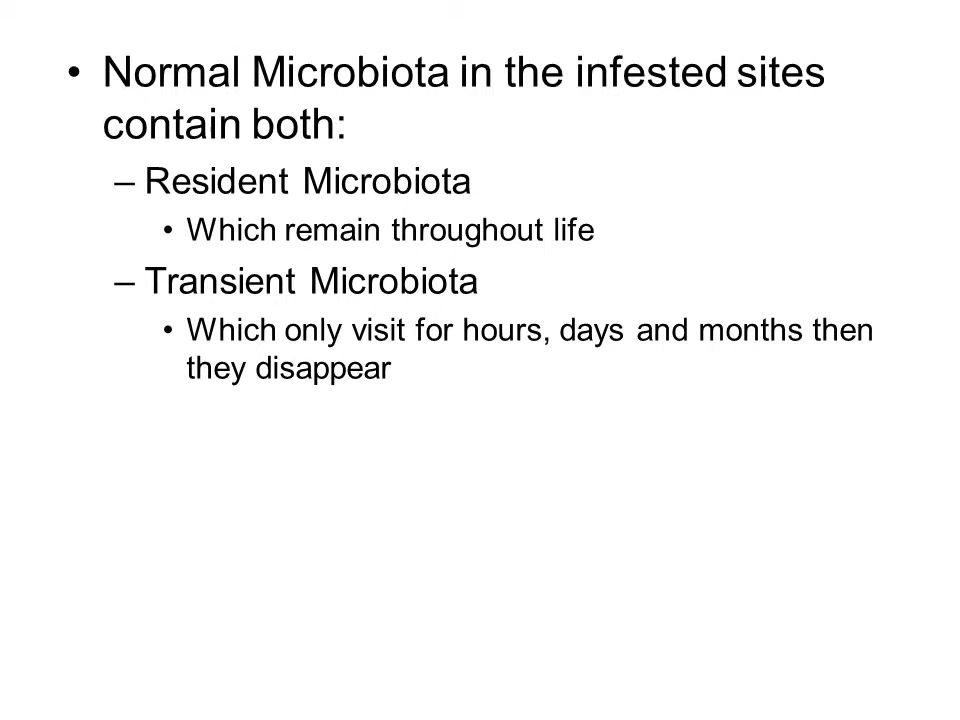 • Normal Microbiota in the infested sites
contain both:
– Resident Microbiota
• Which remain throughout life
– Transient Microbiota
• Which only visit for hours, days and months then
they disappear